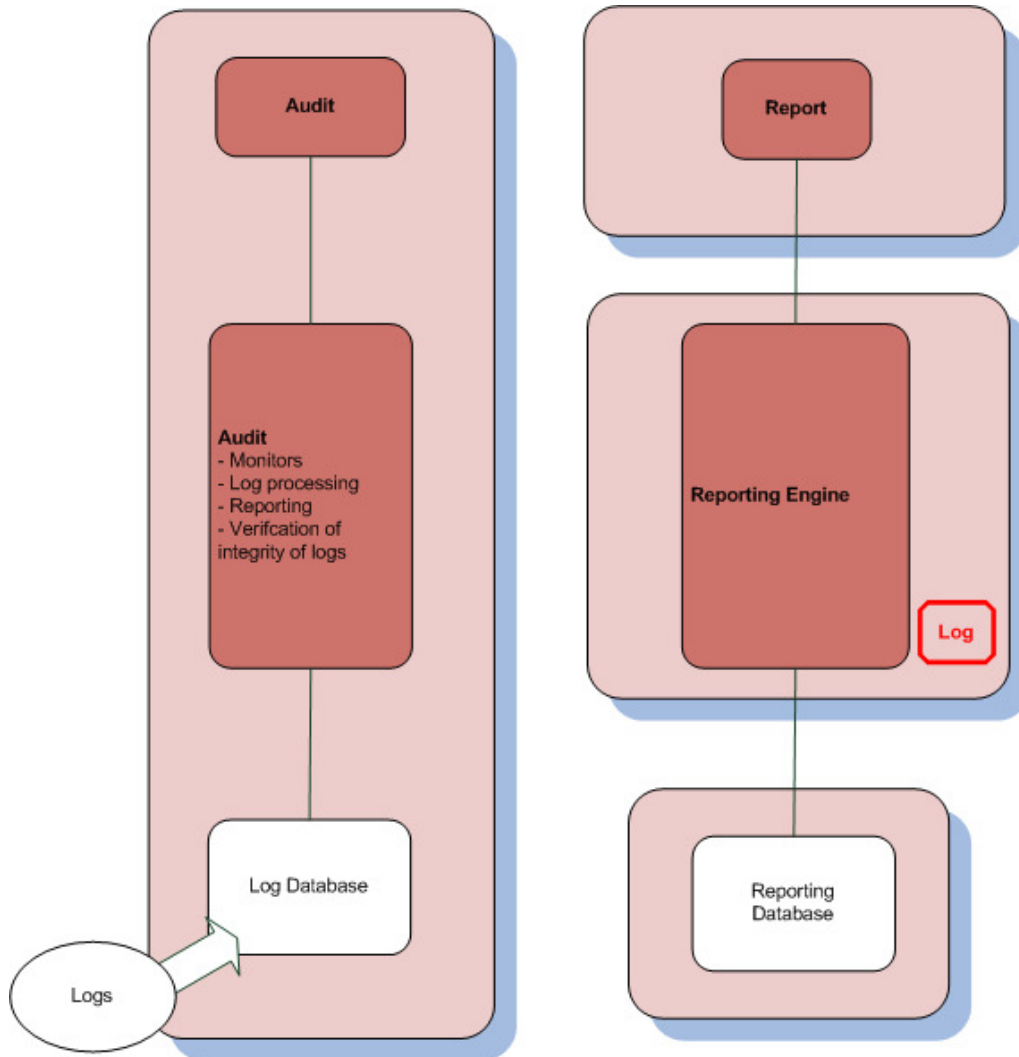 Audit
Audit
- Monitors
- Log processing
- Reporting
- Verifcation of
integrity of logs
Log Database
Logs
Report
Reporting Engine
Log
Reporting
Database